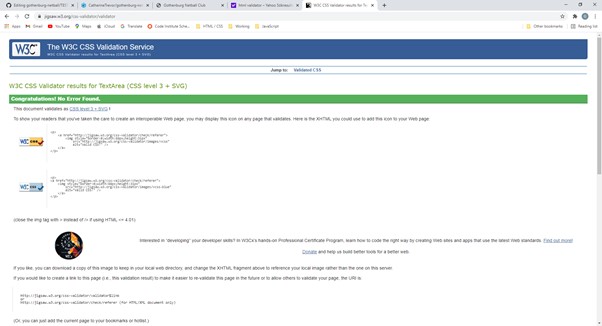 Editing gothenburg-netball/TEST
CatherineTrevor/gothenburg-n
Gothenburg Netball Club
html validator - Yahoo Search
W3C CSS Validator results for T
jigsaw.w3.org/css-validator/validator
Apps
Gmail
YouTube
Maps
iCloud
Translate
Code Institute Sche...
HTML / CSS
Working
JavaScript
Other bookmarks
Reading list
W3C CSS
The W3C CSS Validation Service
W3C CSS Validator results for TextArea (CSS level 3 + SVG)
Jump to: Validated CSS
W3C CSS Validator results for TextArea (CSS level 3 + SVG)
Congratulations! No Error Found.
This document validates as CSS level 3 + SVG !
To show your readers that you've taken the care to create an interoperable Web page, you may display this icon on any page that validates. Here is the XHTML you could use to add this icon to your Web page:
W3C css
<p>
<a href="http://jigsaw.w3.org/css-validator/check/referer">
<img style="border:0;width:88px;height:31px"
src="http://jigsaw.w3.org/css-validator/images/vcss"
alt="Valid CSS!" />
</a>
</p>
W3C css
<p>
<a href="http://jigsaw.w3.org/css-validator/check/referer">
<img style="border:0;width:88px;height:31px"
src="http://jigsaw.w3.org/css-validator/images/vcss-blue"
alt="Valid CSS!" />
</a>
</p>
(close the img tag with > instead of /> if using HTML <= 4.01)
Interested in "developing" your developer skills? In W3Cx's hands-on Professional Certificate Program, learn how to code the right way by creating Web sites and apps that use the latest Web standards. Find out more!
Donate and help us build better tools for a better web.
If you like, you can download a copy of this image to keep in your local web directory, and change the XHTML fragment above to reference your local image rather than the one on this server.
If you would like to create a link to this page (i.e., this validation result) to make it easier to re-validate this page in the future or to allow others to validate your page, the URI is:
http://jigsaw.w3.org/css-validator/validator$link
or
http://jigsaw.w3.org/css-validator/check/referer (for HTML/XML document only)
(Or, you can just add the current page to your bookmarks or hotlist.)